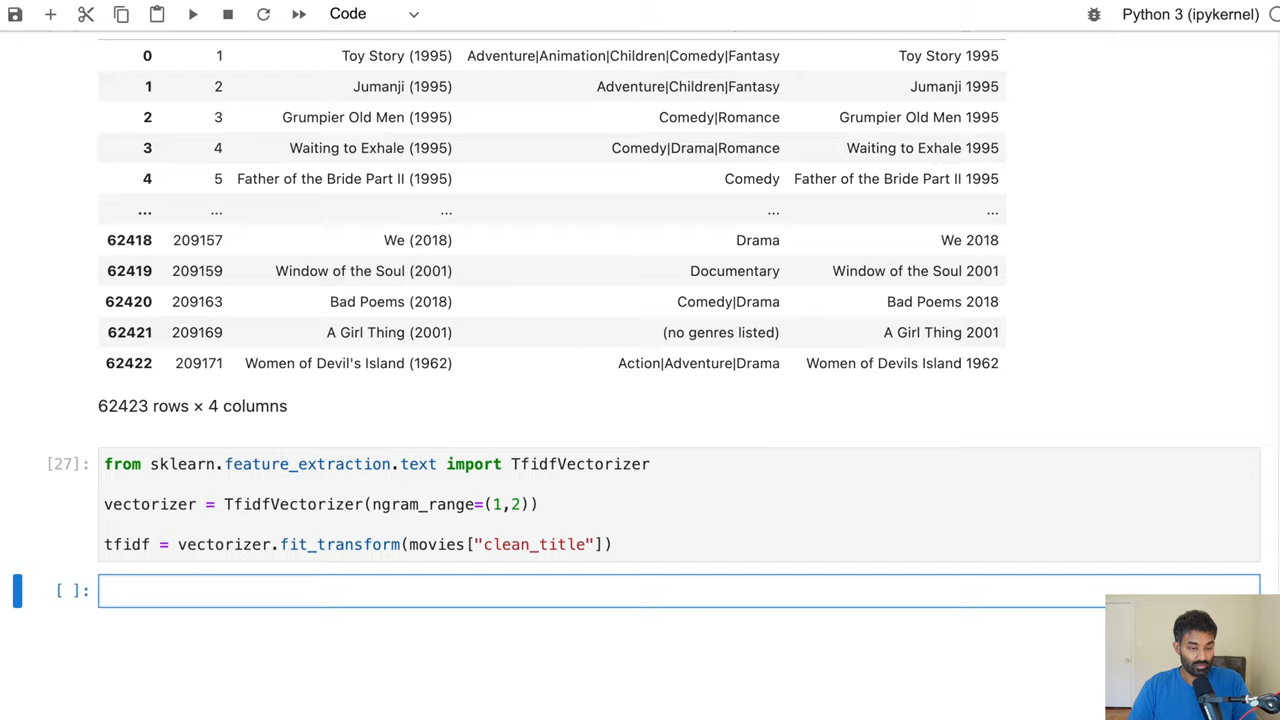 Code Python 3 (ipykernel)
0 1 Toy Story (1995) Adventure|Animation|Children|Comedy|Fantasy Toy Story 1995
1 2 Jumanji (1995) Adventure|Children|Fantasy Jumanji 1995
2 3 Grumpier Old Men (1995) Comedy|Romance Grumpier Old Men 1995
3 4 Waiting to Exhale (1995) Comedy|Drama|Romance Waiting to Exhale 1995
4 5 Father of the Bride Part II (1995) Comedy Father of the Bride Part II 1995
... ... ... ... ...
62418 209157 We (2018) Drama We 2018
62419 209159 Window of the Soul (2001) Documentary Window of the Soul 2001
62420 209163 Bad Poems (2018) Comedy|Drama Bad Poems 2018
62421 209169 A Girl Thing (2001) (no genres listed) A Girl Thing 2001
62422 209171 Women of Devil's Island (1962) Action|Adventure|Drama Women of Devils Island 1962
62423 rows × 4 columns
[27]: from sklearn.feature_extraction.text import TfidfVectorizer
vectorizer = TfidfVectorizer(ngram_range=(1,2))
tfidf = vectorizer.fit_transform(movies["clean_title"])
[ ]: